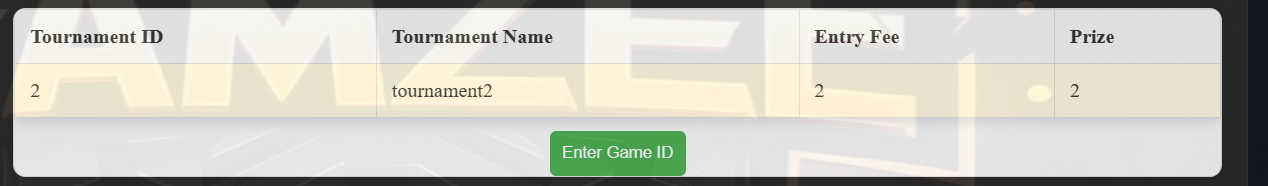 Tournament ID Tournament Name Entry Fee Prize
2 tournament2 2 2
Enter Game ID